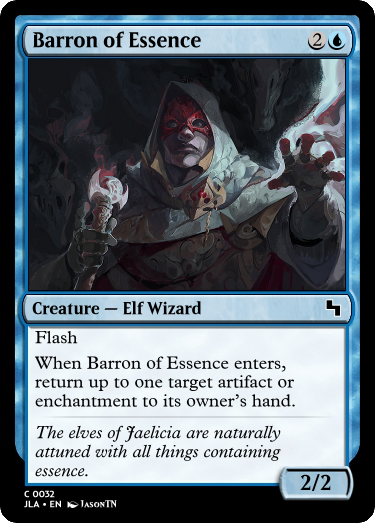 Barron of Essence 2
Creature — Elf Wizard
Flash
When Barron of Essence enters,
return up to one target artifact or
enchantment to its owner's hand.
The elves of Jaelicia are naturally
attuned with all things containing
essence.
2/2
C 0032
JLA • EN JasonTN